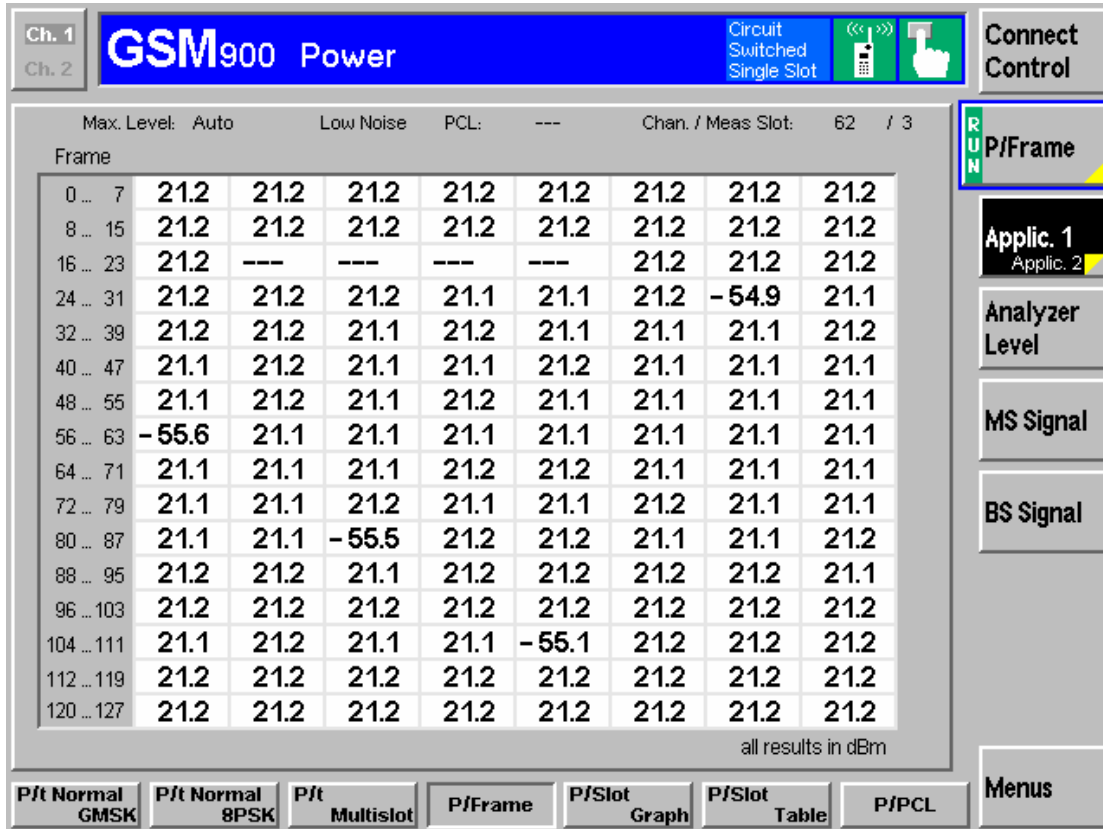 Ch. 1
Ch. 2
GSM900 Power
Circuit
Switched
Single Slot
Connect
Control
Max. Level: Auto Low Noise PCL: --- Chan. / Meas Slot: 62 / 3
Frame
RUN
P/Frame
0 ... 7 21.2 21.2 21.2 21.2 21.2 21.2 21.2 21.2
8 ... 15 21.2 21.2 21.2 21.2 21.2 21.2 21.2 21.2
16 ... 23 21.2 --- --- --- --- 21.2 21.2 21.2
24 ... 31 21.2 21.2 21.2 21.1 21.1 21.2 - 54.9 21.1
32 ... 39 21.2 21.2 21.1 21.2 21.1 21.1 21.1 21.2
40 ... 47 21.1 21.2 21.1 21.2 21.2 21.1 21.1 21.1
48 ... 55 21.1 21.2 21.1 21.2 21.1 21.1 21.1 21.1
56 ... 63 - 55.6 21.1 21.1 21.1 21.1 21.1 21.1 21.1
64 ... 71 21.1 21.1 21.1 21.2 21.2 21.1 21.1 21.1
72 ... 79 21.1 21.1 21.2 21.2 21.1 21.1 21.1 21.1
80 ... 87 21.1 21.1 - 55.5 21.2 21.2 21.1 21.1 21.2
88 ... 95 21.2 21.2 21.1 21.2 21.2 21.2 21.2 21.1
96 ... 103 21.2 21.2 21.2 21.2 21.2 21.2 21.2 21.2
104 ... 111 21.1 21.2 21.1 21.1 - 55.1 21.2 21.2 21.2
112 ... 119 21.2 21.2 21.2 21.2 21.2 21.2 21.2 21.2
120 ... 127 21.2 21.2 21.2 21.2 21.2 21.2 21.2 21.2
all results in dBm
Applic. 1
Applic. 2
Analyzer
Level
MS Signal
BS Signal
Menus
P/t Normal
GMSK
P/t Normal
8PSK
P/t
Multislot
P/Frame
P/Slot
Graph
P/Slot
Table
P/PCL